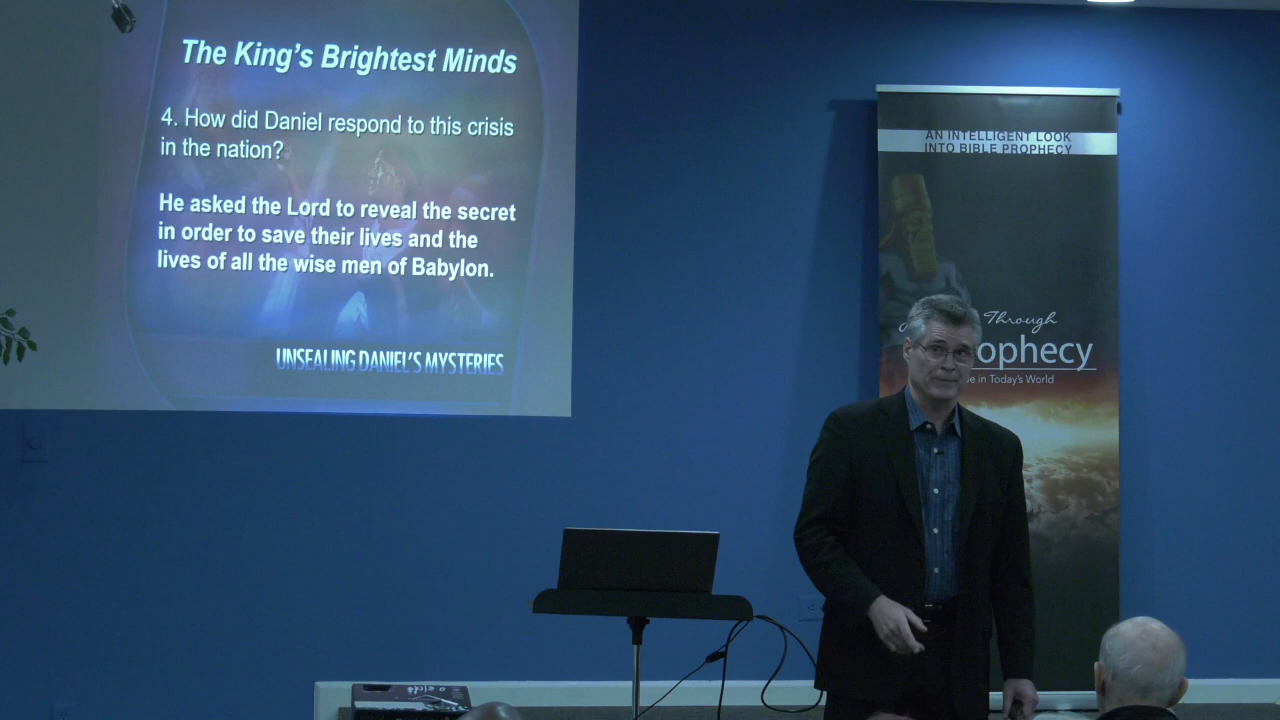 The King's Brightest Minds
4. How did Daniel respond to this crisis
in the nation?
He asked the Lord to reveal the secret
in order to save their lives and the
lives of all the wise men of Babylon.
UNSEALING DANIEL'S MYSTERIES
AN INTELLIGENT LOOK
INTO BIBLE PROPHECY
Through
ophecy
in Today's World